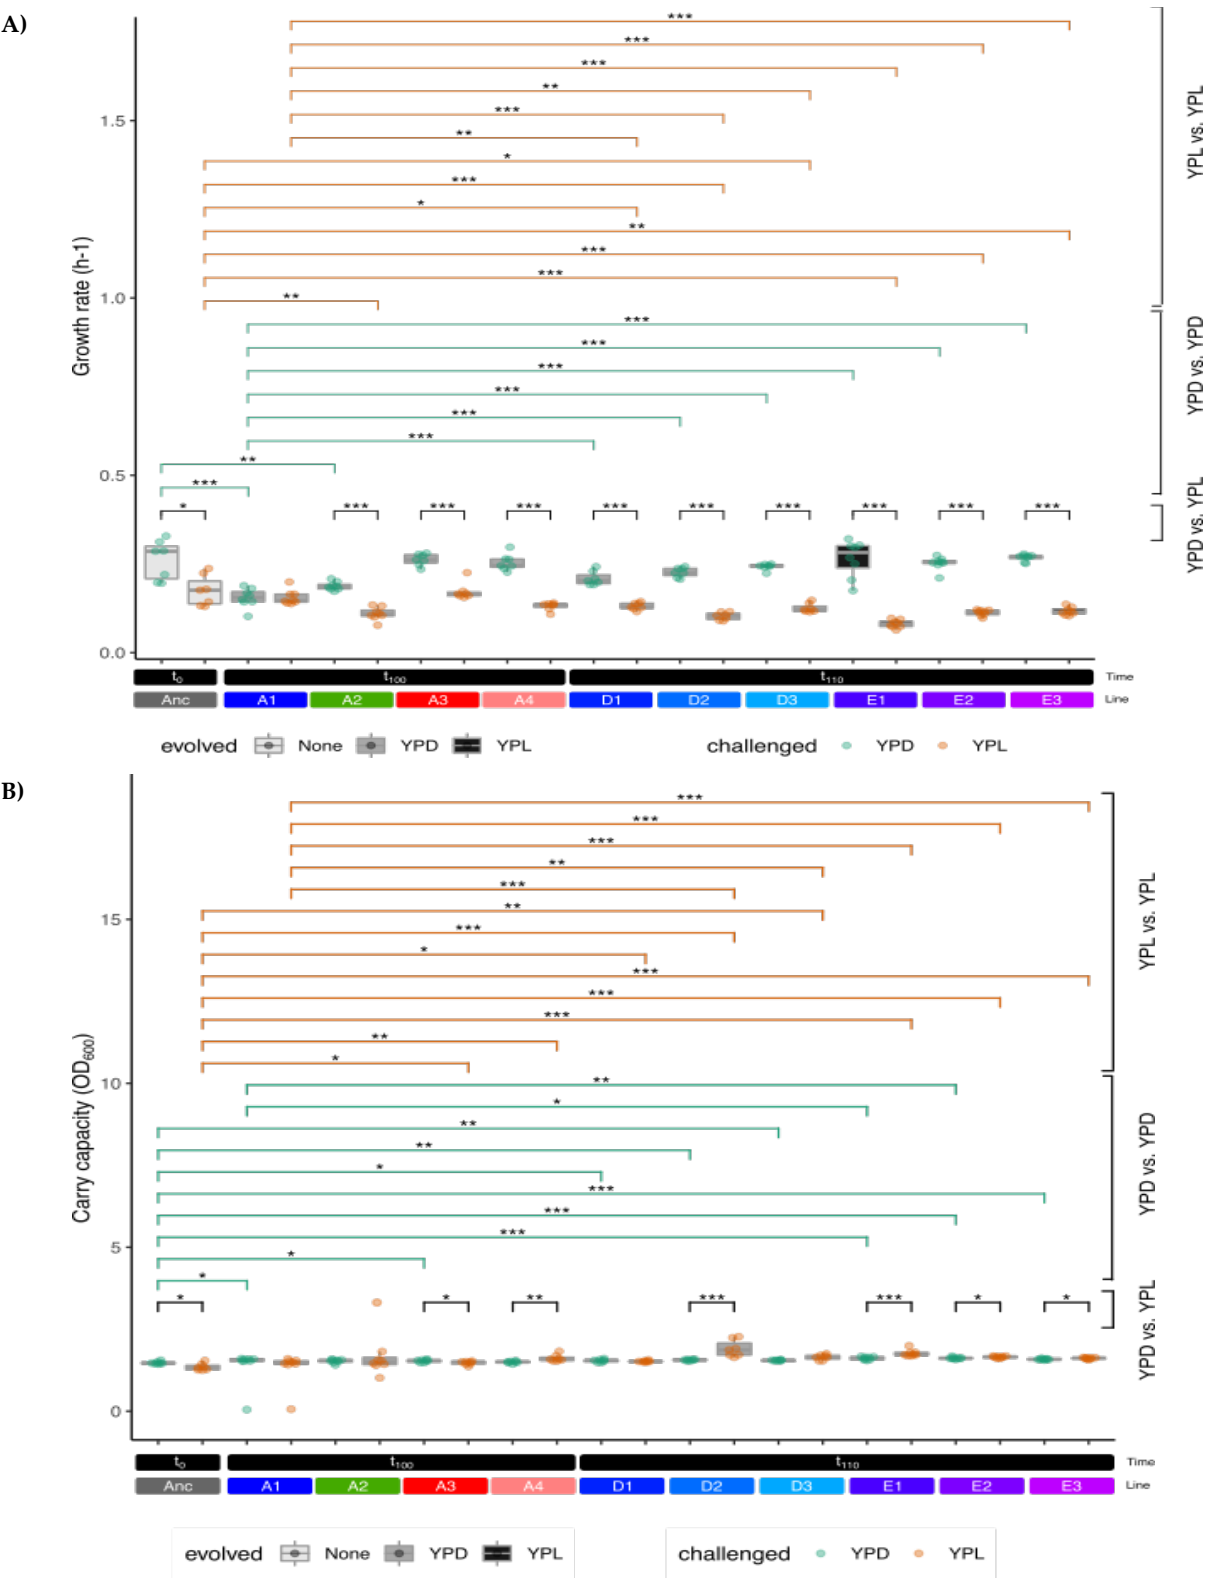 A)
***
***
***
**
***
**
*
***
*
**
***
***
**
***
***
***
***
***
***
**
***
* *** *** *** *** *** *** *** *** ***
Growth rate (h-1)
1.5
1.0
0.5
0.0
YPL vs. YPL
YPD vs. YPD
YPD vs. YPL
t0 t100 t110 Time
Anc A1 A2 A3 A4 D1 D2 D3 E1 E2 E3 Line
evolved None YPD YPL challenged YPD YPL
B)
***
***
***
**
***
**
***
*
***
***
***
**
*
**
*
**
**
*
***
***
***
*
*
* * ** *** *** * *
Carry capacity (OD600)
15
10
5
0
YPL vs. YPL
YPD vs. YPD
YPD vs. YPL
t0 t100 t110 Time
Anc A1 A2 A3 A4 D1 D2 D3 E1 E2 E3 Line
evolved None YPD YPL challenged YPD YPL